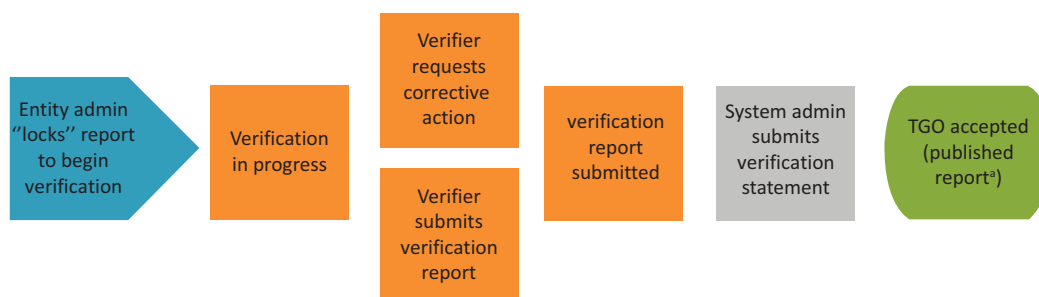 Entity admin
‘’locks’’ report
to begin
verification
Verification
in progress
Verifier
requests
corrective
action
Verifier
submits
verification
report
verification
report
submitted
System admin
submits
verification
statement
TGO accepted
(published
reportᵃ)